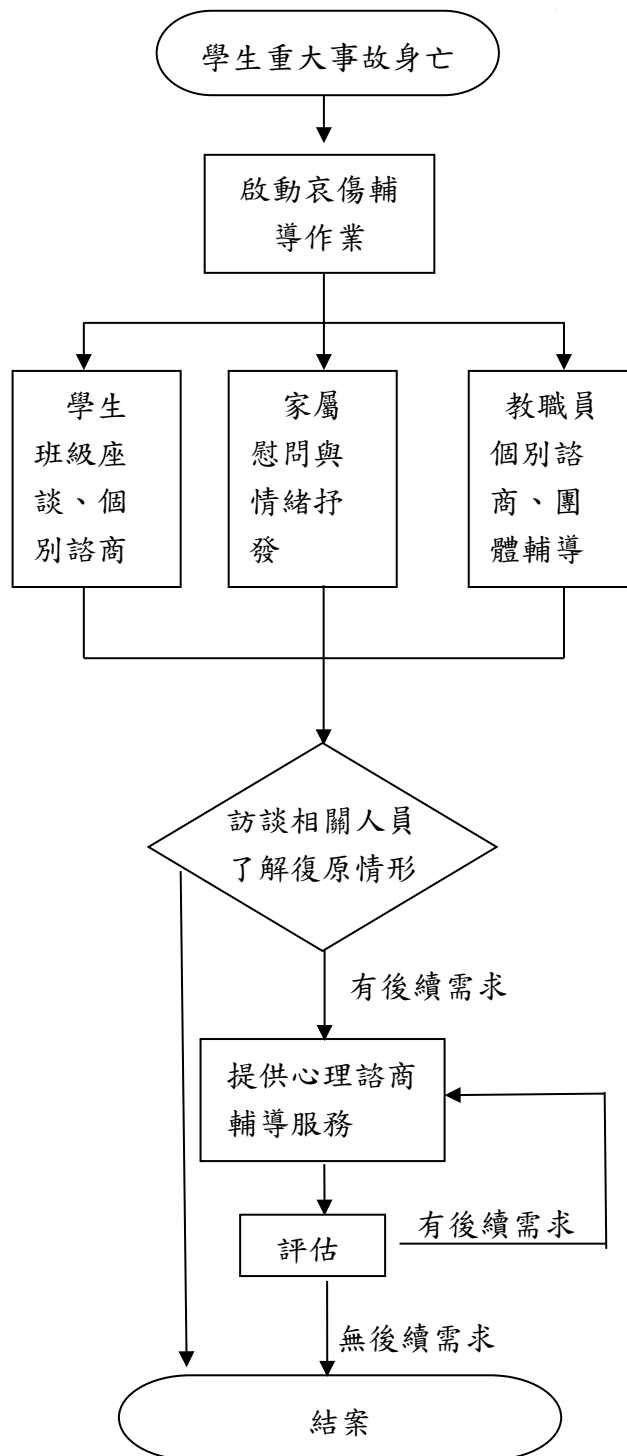 學生重大事故身亡
啟動哀傷輔
導作業
學生
班級座
談、個
別諮商
家屬
慰問與
情緒抒
發
教職員
個別諮
商、團
體輔導
訪談相關人員
了解復原情形
有後續需求
提供心理諮商
輔導服務
評估
有後續需求
無後續需求
結案